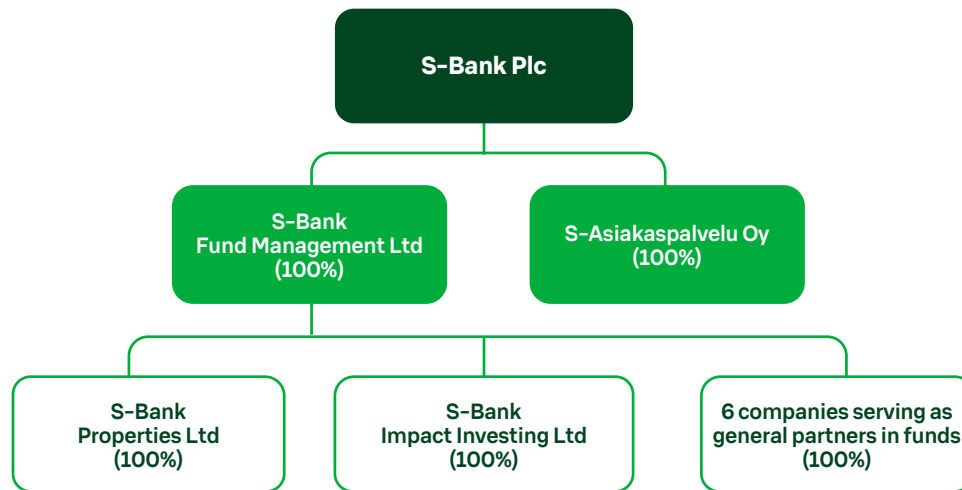 S-Bank Plc
S-Bank
Fund Management Ltd
(100%)
S-Asiakaspalvelu Oy
(100%)
S-Bank
Properties Ltd
(100%)
S-Bank
Impact Investing Ltd
(100%)
6 companies serving as
general partners in funds
(100%)